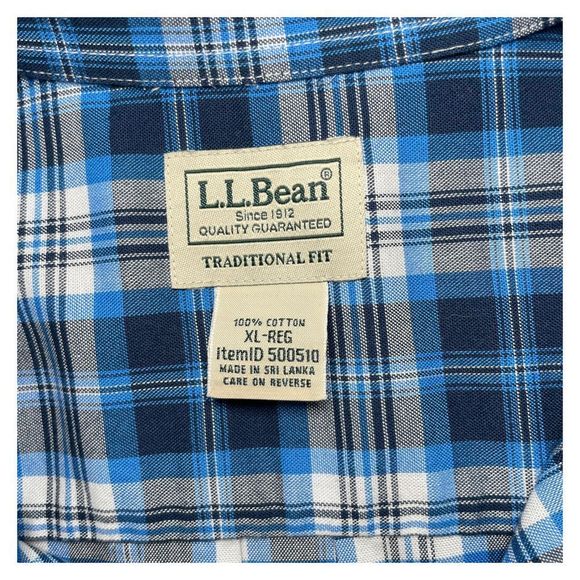 L.L.Bean®
Since 1912
QUALITY GUARANTEED
TRADITIONAL FIT
100% COTTON
XL-REG
ItemID 500510
MADE IN SRI LANKA
CARE ON REVERSE